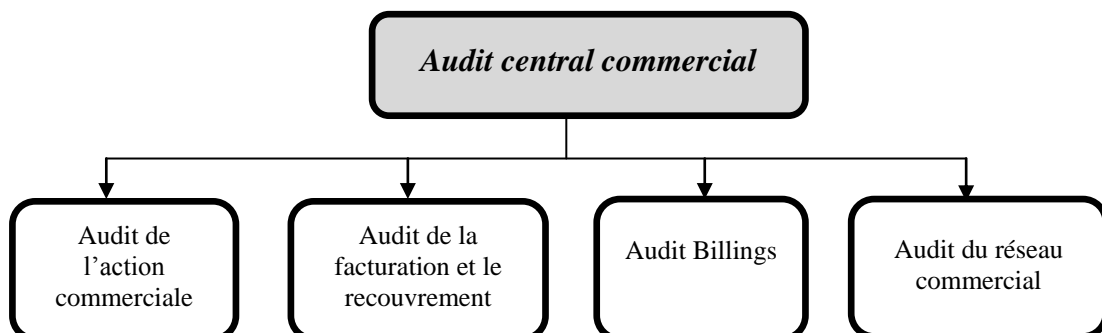 Audit central commercial
Audit de
l’action
commerciale
Audit de la
facturation et le
recouvrement
Audit Billings
Audit du réseau
commercial